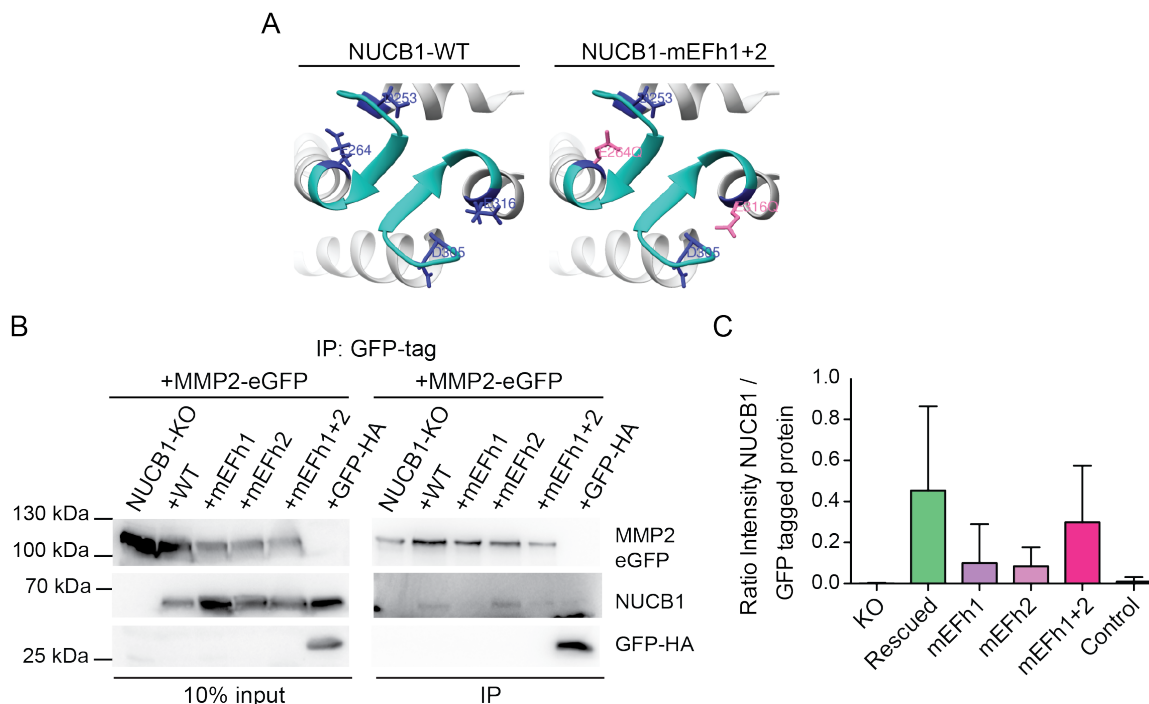 A
NUCB1-WT
NUCB1-mEFh1+2
D253
E264
E316
D305
D253
E264Q
E316Q
D305
B
IP: GFP-tag
+MMP2-eGFP
+MMP2-eGFP
NUCB1-KO
+WT
+mEFh1
+mEFh2
+mEFh1+2
+GFP-HA
NUCB1-KO
+WT
+mEFh1
+mEFh2
+mEFh1+2
+GFP-HA
130 kDa
100 kDa
70 kDa
25 kDa
MMP2
eGFP
NUCB1
GFP-HA
10% input
IP
C
Ratio Intensity NUCB1 /
GFP tagged protein
1.0
0.8
0.6
0.4
0.2
0.0
KO
Rescued
mEFh1
mEFh2
mEFh1+2
Control